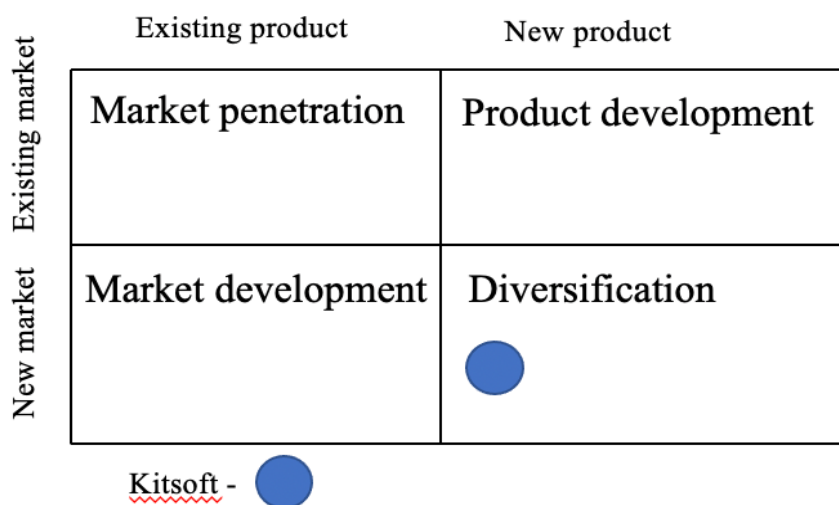 Existing product
New product
Existing market
Market penetration
Product development
New market
Market development
Diversification
Kitsoft -